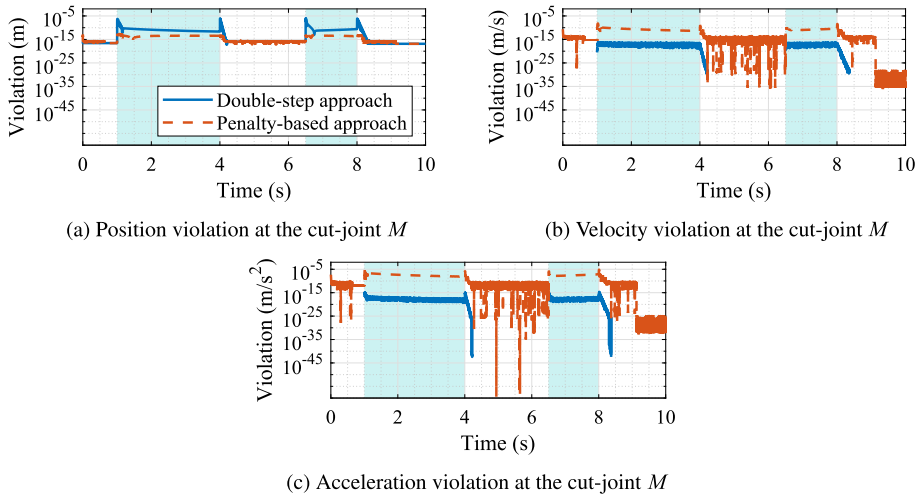 Violation (m)
10^-5
10^-15
10^-25
10^-35
10^-45
Double-step approach
Penalty-based approach
0 2 4 6 8 10
Time (s)
(a) Position violation at the cut-joint M
Violation (m/s)
10^-5
10^-15
10^-25
10^-35
10^-45
0 2 4 6 8 10
Time (s)
(b) Velocity violation at the cut-joint M
Violation (m/s²)
10^-5
10^-15
10^-25
10^-35
10^-45
0 2 4 6 8 10
Time (s)
(c) Acceleration violation at the cut-joint M